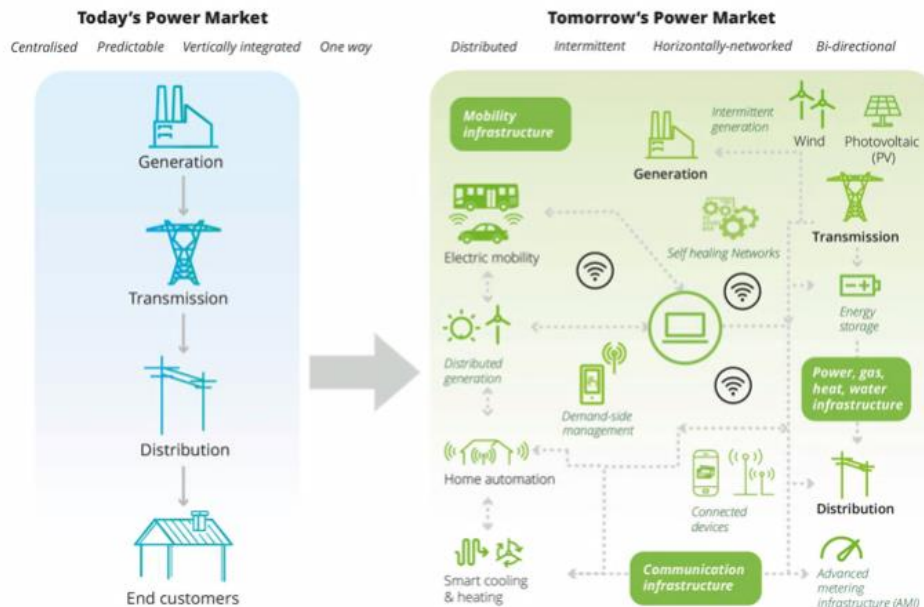 Today's Power Market
Centralised Predictable Vertically integrated One way
Generation
Transmission
Distribution
End customers
Tomorrow's Power Market
Distributed Intermittent Horizontally-networked Bi-directional
Mobility
infrastructure
Intermittent
generation
Wind
Photovoltaic
(PV)
Generation
Electric mobility
Self healing Networks
Transmission
Energy
storage
Distributed
generation
Demand-side
management
Power, gas,
heat, water
infrastructure
Home automation
Connected
devices
Distribution
Smart cooling
& heating
Communication
infrastructure
Advanced
metering
infrastructure (AMI)